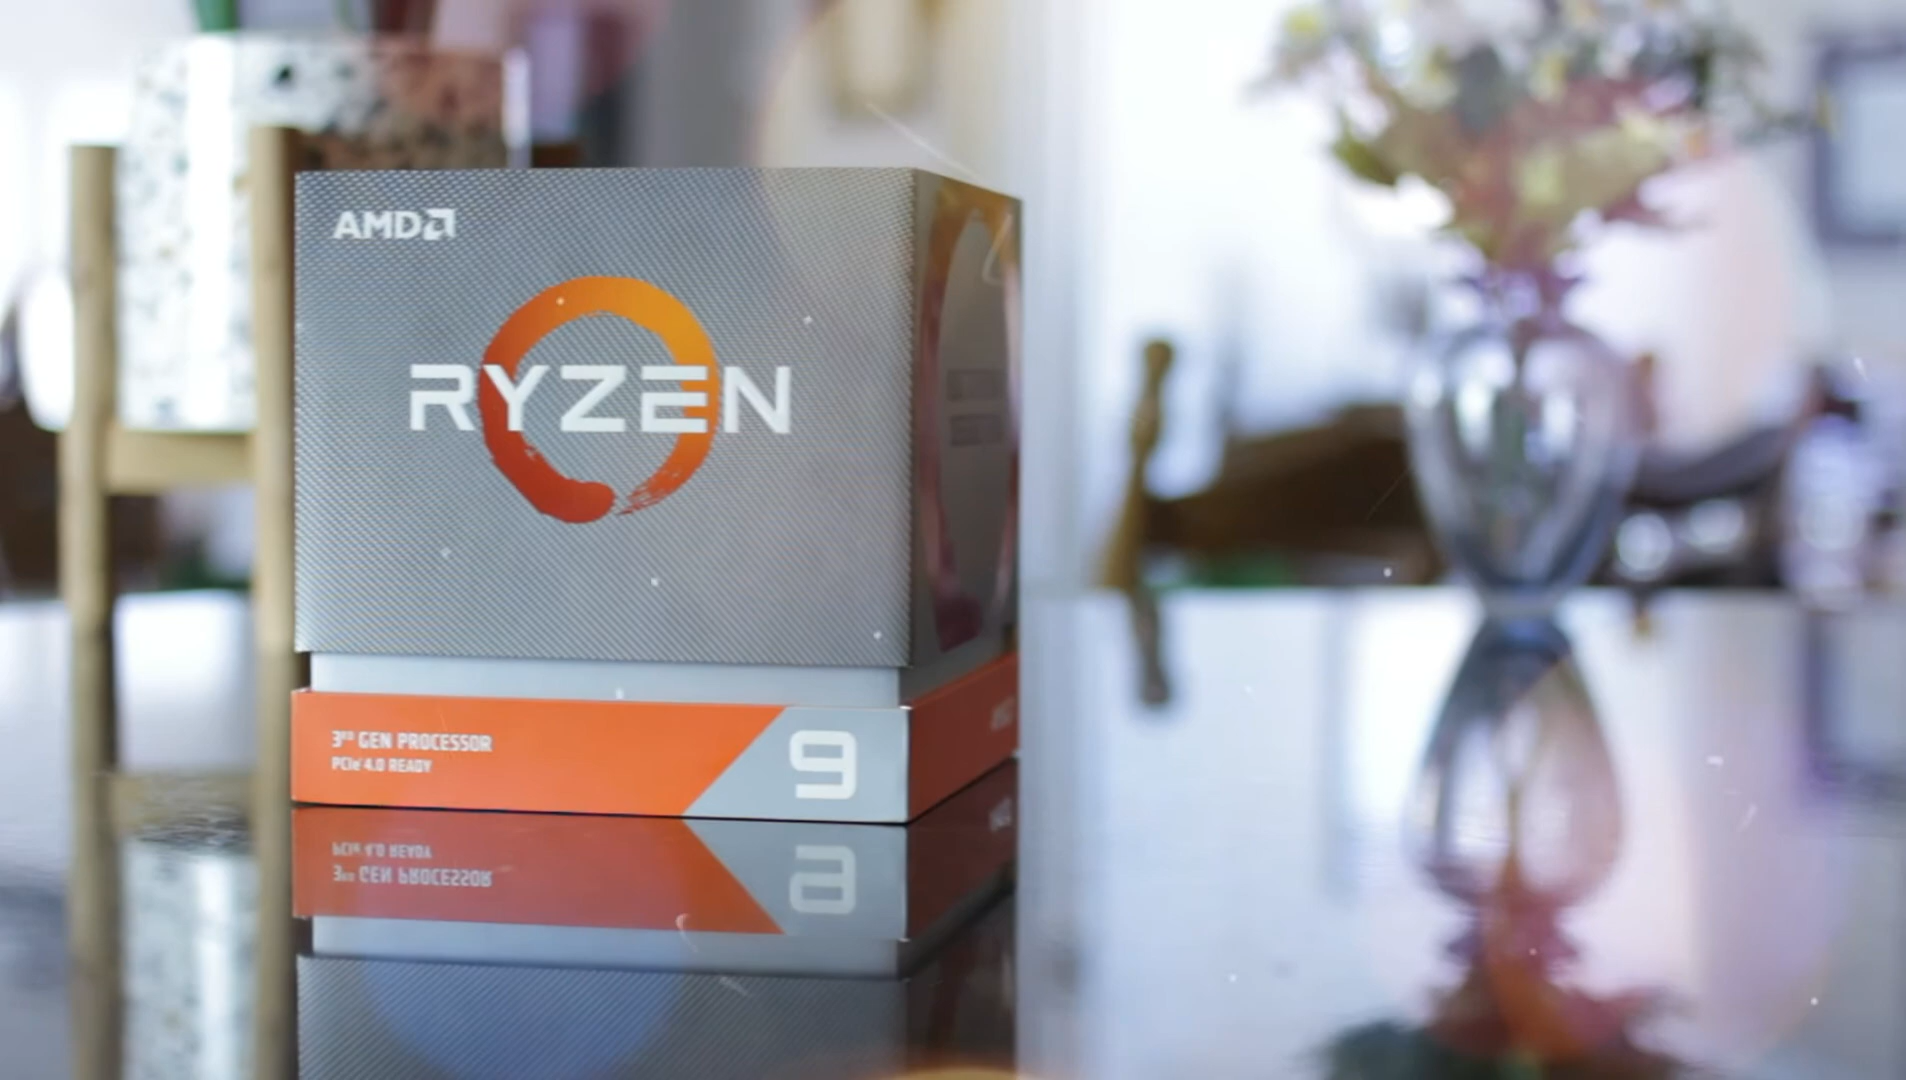 AMD
RYZEN
3RD GEN PROCESSOR
PCIe 4.0 READY
9